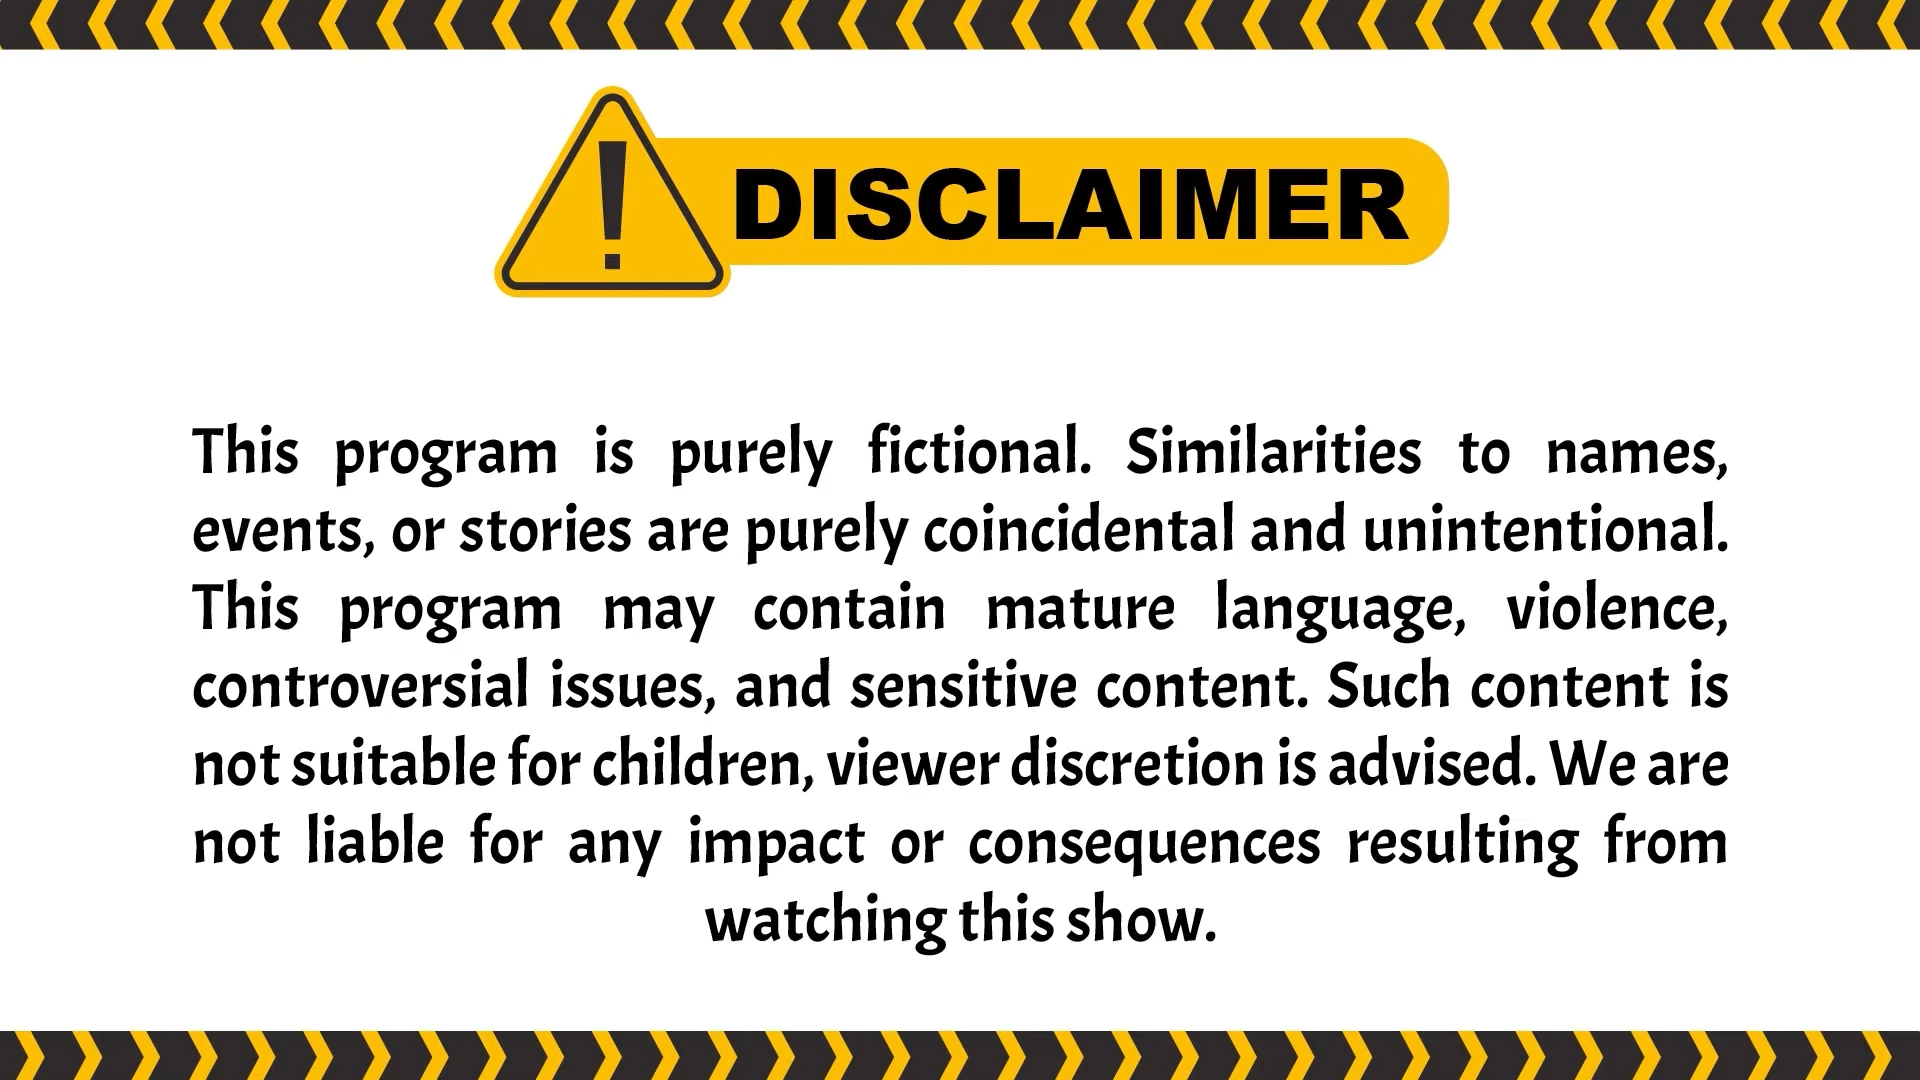 DISCLAIMER
This program is purely fictional. Similarities to names,
events, or stories are purely coincidental and unintentional.
This program may contain mature language, violence,
controversial issues, and sensitive content. Such content is
not suitable for children, viewer discretion is advised. We are
not liable for any impact or consequences resulting from
watching this show.